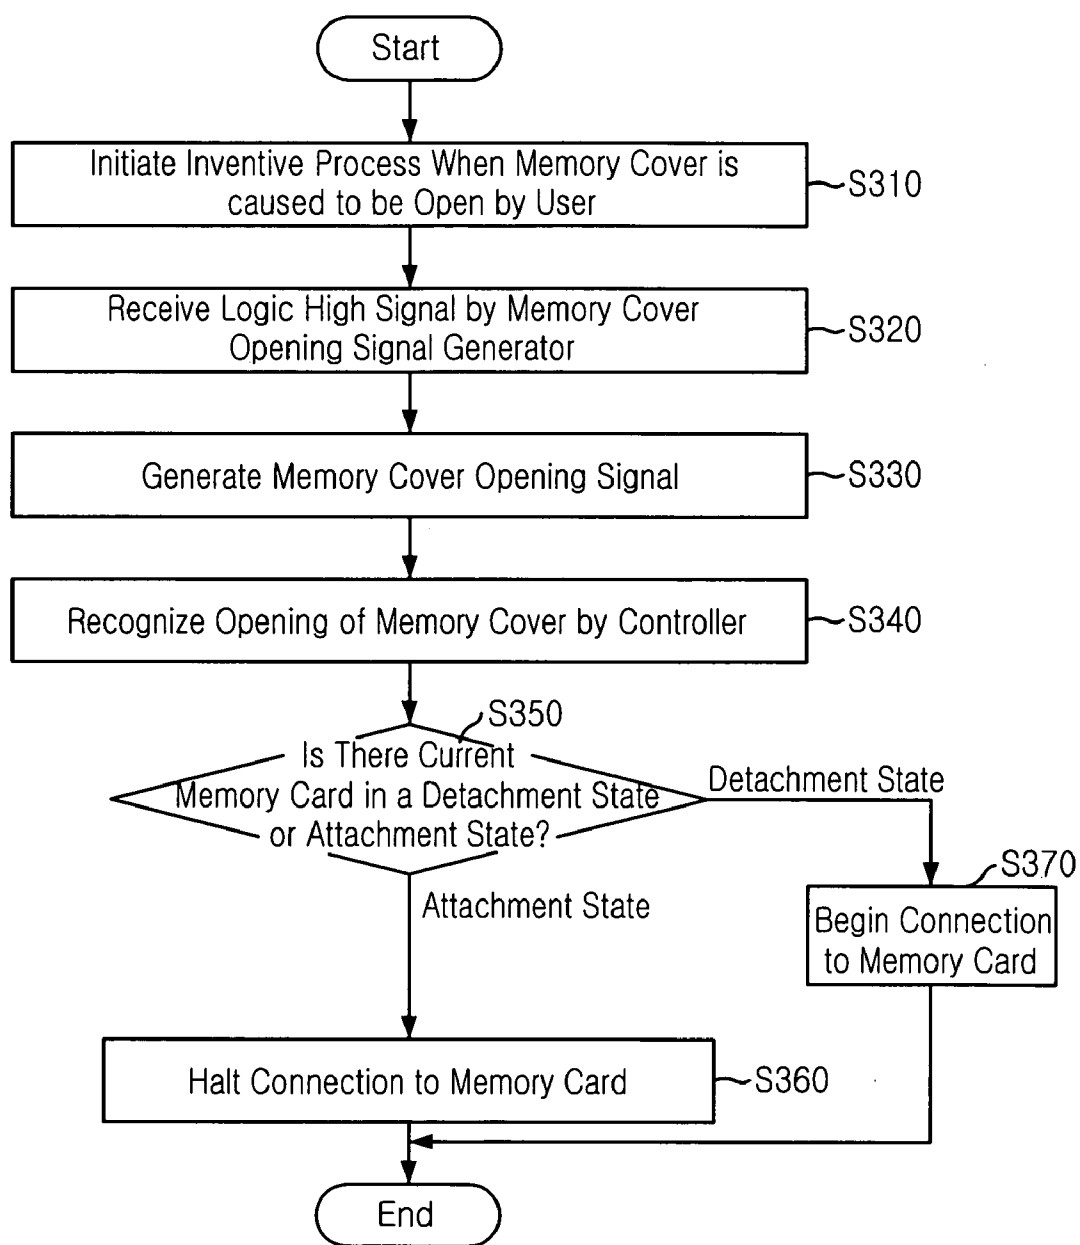 Start
Initiate Inventive Process When Memory Cover is
caused to be Open by User
S310
Receive Logic High Signal by Memory Cover
Opening Signal Generator
S320
Generate Memory Cover Opening Signal
S330
Recognize Opening of Memory Cover by Controller
S340
S350
Is There Current
Memory Card in a Detachment State
or Attachment State?
Detachment State
S370
Begin Connection
to Memory Card
Attachment State
Halt Connection to Memory Card
S360
End